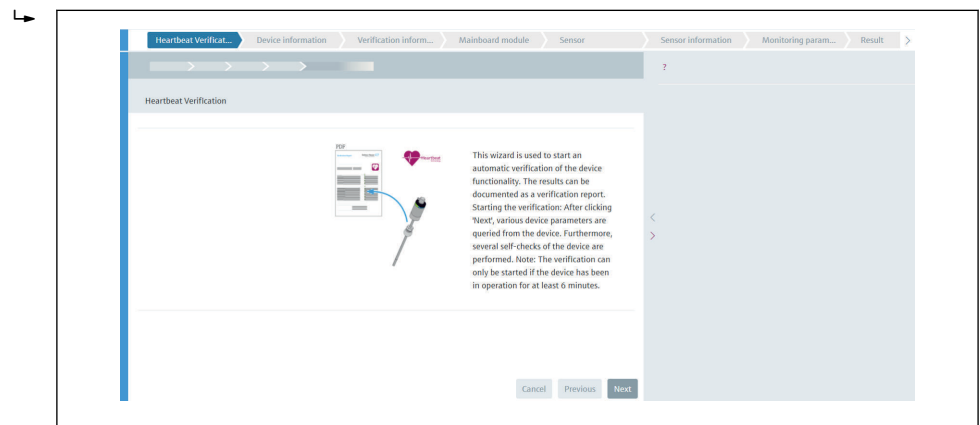 Heartbeat Verificat...
Device information
Verification inform...
Mainboard module
Sensor
Sensor information
Monitoring param...
Result
?
Heartbeat Verification
PDF
Heartbeat
This wizard is used to start an
automatic verification of the device
functionality. The results can be
documented as a verification report.
Starting the verification: After clicking
'Next', various device parameters are
queried from the device. Furthermore,
several self-checks of the device are
performed. Note: The verification can
only be started if the device has been
in operation for at least 6 minutes.
Cancel
Previous
Next